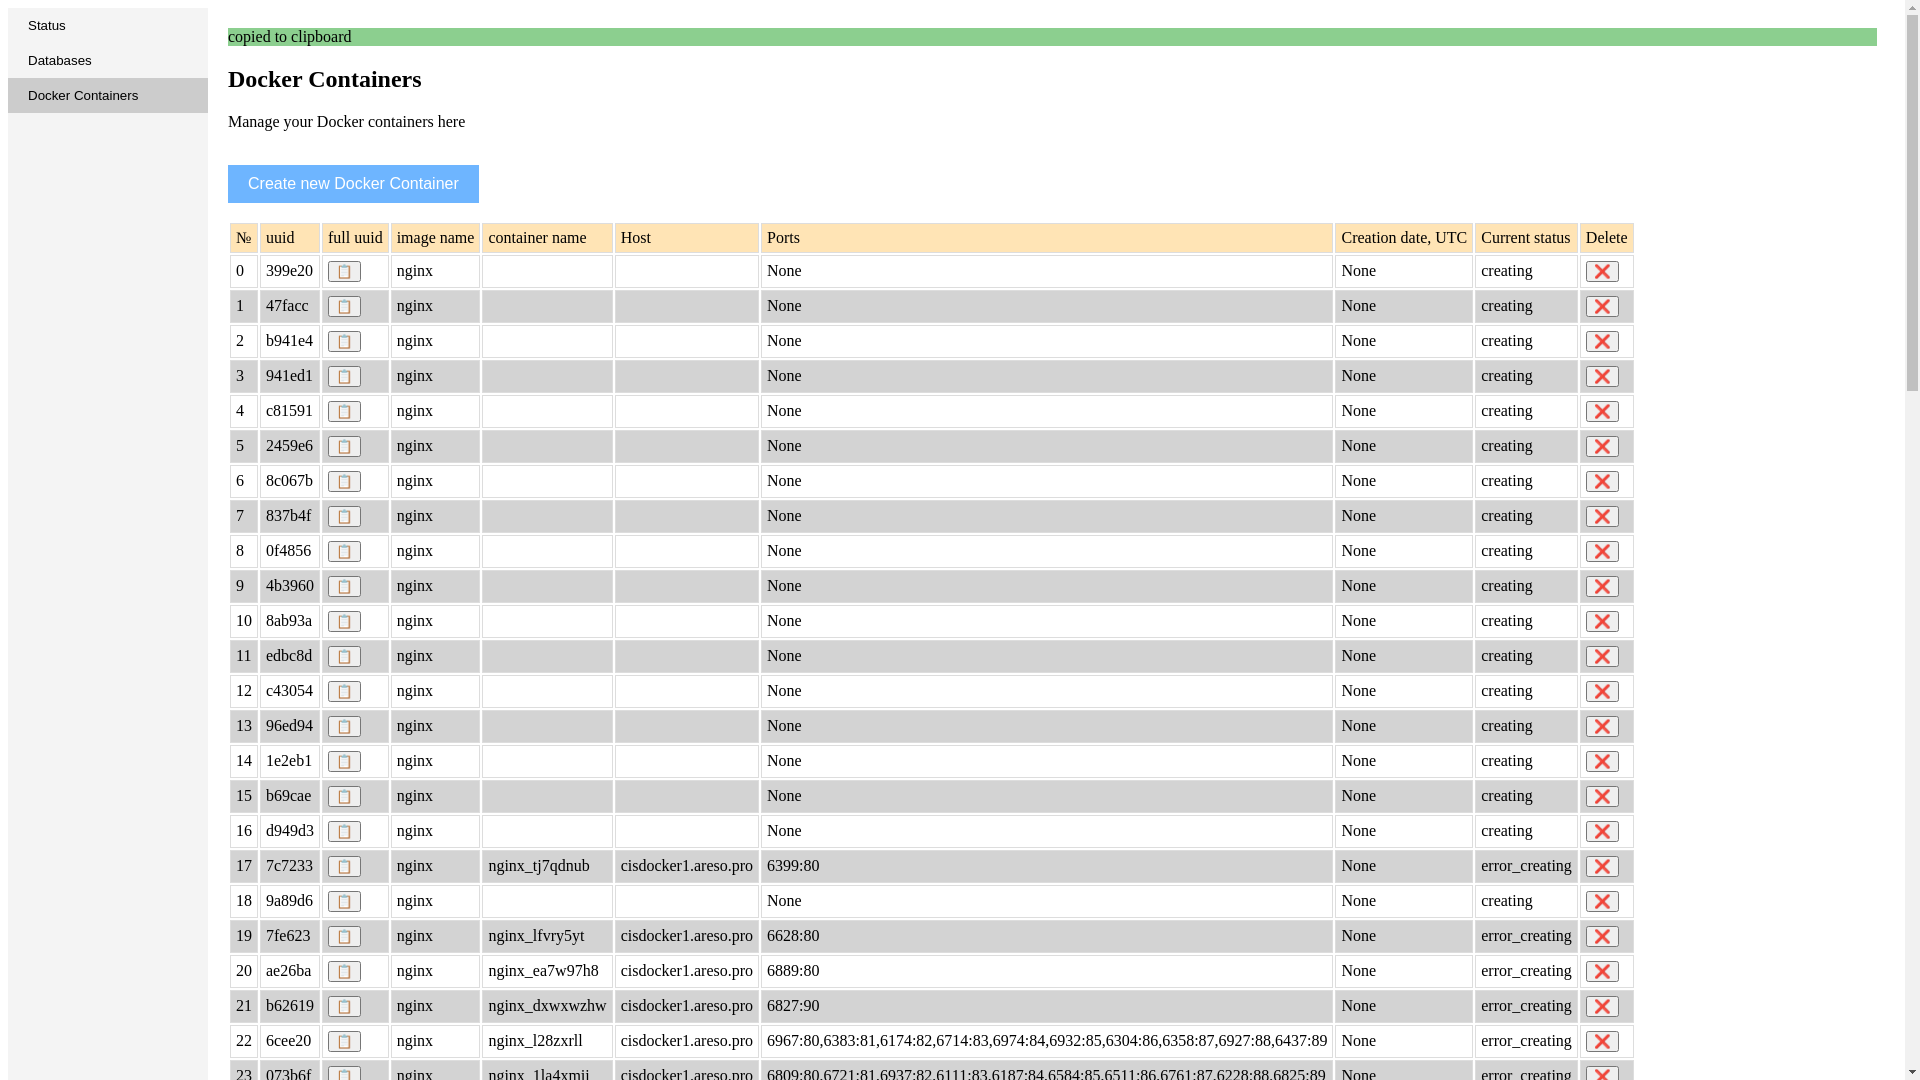 Status
Databases
Docker Containers
copied to clipboard
Docker Containers
Manage your Docker containers here
Create new Docker Container
№ uuid full uuid image name container name Host Ports Creation date, UTC Current status Delete
0 399e20 nginx None None creating
1 47facc nginx None None creating
2 b941e4 nginx None None creating
3 941ed1 nginx None None creating
4 c81591 nginx None None creating
5 2459e6 nginx None None creating
6 8c067b nginx None None creating
7 837b4f nginx None None creating
8 0f4856 nginx None None creating
9 4b3960 nginx None None creating
10 8ab93a nginx None None creating
11 edbc8d nginx None None creating
12 c43054 nginx None None creating
13 96ed94 nginx None None creating
14 1e2eb1 nginx None None creating
15 b69cae nginx None None creating
16 d949d3 nginx None None creating
17 7c7233 nginx nginx_tj7qdnub cisdocker1.areso.pro 6399:80 None error_creating
18 9a89d6 nginx None None creating
19 7fe623 nginx nginx_lfvry5yt cisdocker1.areso.pro 6628:80 None error_creating
20 ae26ba nginx nginx_ea7w97h8 cisdocker1.areso.pro 6889:80 None error_creating
21 b62619 nginx nginx_dxwxwzhw cisdocker1.areso.pro 6827:90 None error_creating
22 6cee20 nginx nginx_l28zxrll cisdocker1.areso.pro 6967:80,6383:81,6174:82,6714:83,6974:84,6932:85,6304:86,6358:87,6927:88,6437:89 None error_creating
23 073b6f nginx nginx_1la4xmij cisdocker1.areso.pro 6809:80,6721:81,6937:82,6111:83,6187:84,6584:85,6511:86,6761:87,6228:88,6825:89 None error_creating